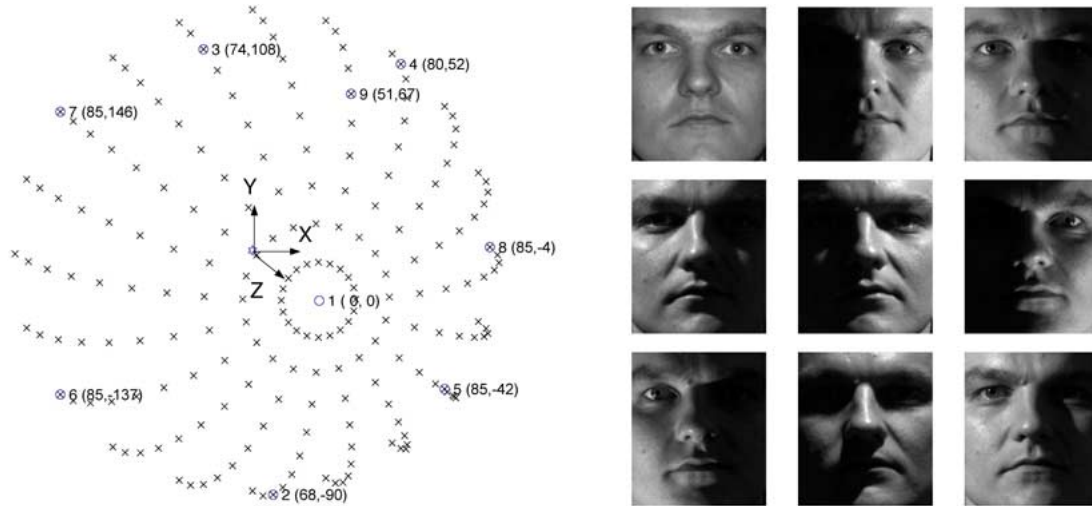 3 (74,108)
4 (80,52)
9 (51,67)
7 (85,146)
Y
X
8 (85,-4)
Z
1 ( 0, 0)
6 (85,-137)
5 (85,-42)
2 (68,-90)